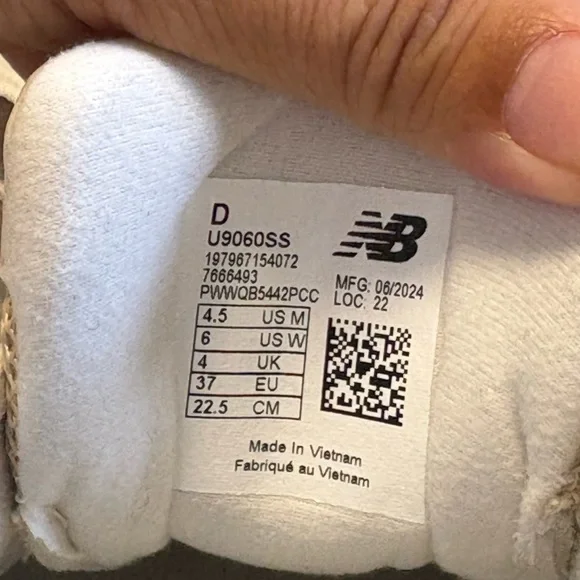 D
U9060SS
197967154072
7666493
PWWQB5442PCC
NB
MFG: 06/2024
LOC: 22
4.5 US M
6 US W
4 UK
37 EU
22.5 CM
Made In Vietnam
Fabriqué au Vietnam